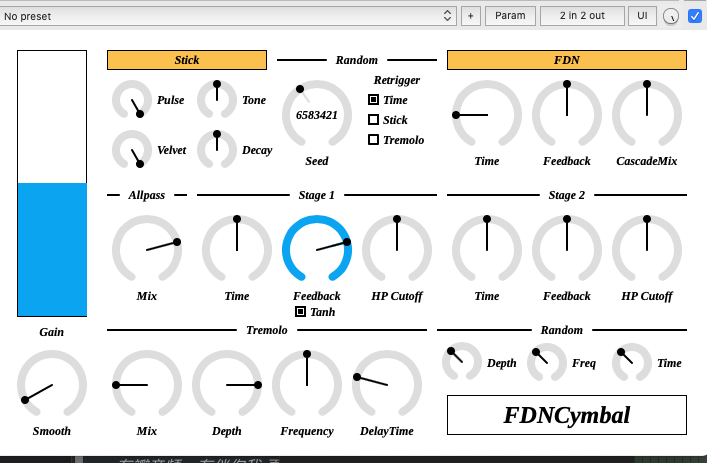 No preset
+
Param
2 in 2 out
UI
Stick
Random
FDN
Pulse
Tone
Velvet
Decay
6583421
Seed
Retrigger
Time
Stick
Tremolo
Time
Feedback
CascadeMix
Allpass
Stage 1
Stage 2
Mix
Time
Feedback
HP Cutoff
Tanh
Time
Feedback
HP Cutoff
Gain
Tremolo
Random
Depth
Freq
Time
Smooth
Mix
Depth
Frequency
DelayTime
FDNCymbal